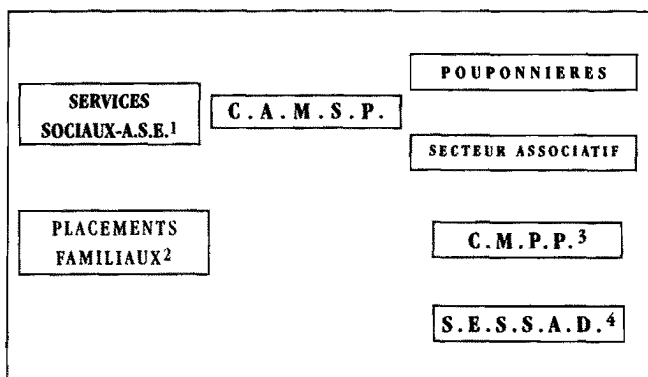 SERVICES
SOCIAUX-A.S.E.1
C.A.M.S.P.
POUPONNIERES
SECTEUR ASSOCIATIF
PLACEMENTS
FAMILIAUX2
C.M.P.P.3
S.E.S.S.A.D.4